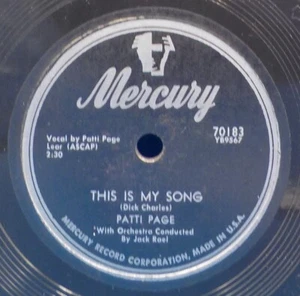 Mercury
Vocal by Patti Page
Lear (ASCAP)
2:30
70183
YB9567
THIS IS MY SONG
(Dick Charles)
PATTI PAGE
With Orchestra Conducted
By Jack Rael
MERCURY RECORD CORPORATION, MADE IN U.S.A.